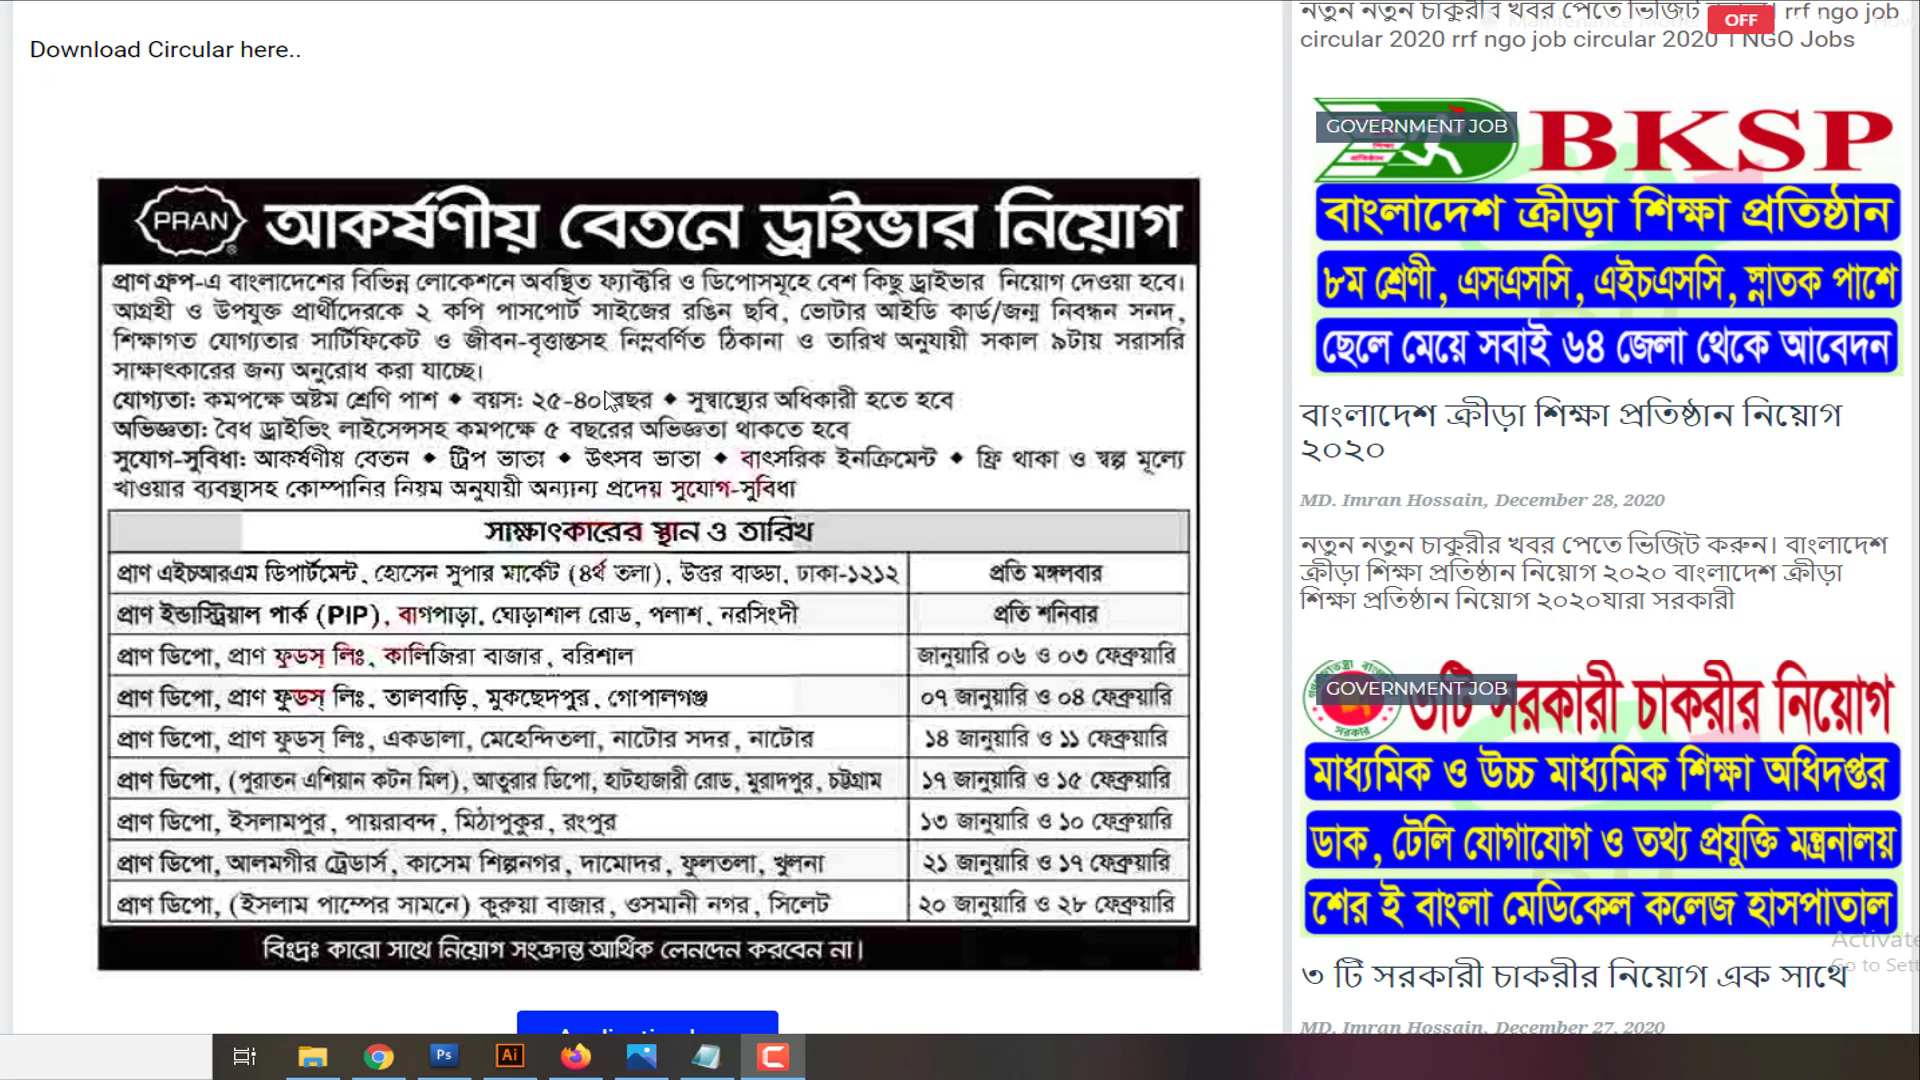 Download Circular here..
PRAN
আকর্ষণীয় বেতনে ড্রাইভার নিয়োগ
প্রাণ গ্রুপ-এ বাংলাদেশের বিভিন্ন লোকেশনে অবস্থিত ফ্যাক্টরি ও ডিপোসমূহে বেশ কিছু ড্রাইভার নিয়োগ দেওয়া হবে।
আগ্রহী ও উপযুক্ত প্রার্থীদেরকে ২ কপি পাসপোর্ট সাইজের রঙিন ছবি, ভোটার আইডি কার্ড/জন্ম নিবন্ধন সনদ,
শিক্ষাগত যোগ্যতার সার্টিফিকেট ও জীবন-বৃত্তান্তসহ নিম্নবর্ণিত ঠিকানা ও তারিখ অনুযায়ী সকাল ৯টায় সরাসরি
সাক্ষাৎকারের জন্য অনুরোধ করা যাচ্ছে।
যোগ্যতা: কমপক্ষে অষ্টম শ্রেণি পাশ ♦ বয়স: ২৫-৪০ বছর ♦ সুস্বাস্থ্যের অধিকারী হতে হবে
অভিজ্ঞতা: বৈধ ড্রাইভিং লাইসেন্সসহ কমপক্ষে ৫ বছরের অভিজ্ঞতা থাকতে হবে
সুযোগ-সুবিধা: আকর্ষণীয় বেতন ♦ ট্রিপ ভাতা ♦ উৎসব ভাতা ♦ বাৎসরিক ইনক্রিমেন্ট ♦ ফ্রি থাকা ও স্বল্প মূল্যে
খাওয়ার ব্যবস্থাসহ কোম্পানির নিয়ম অনুযায়ী অন্যান্য প্রদেয় সুযোগ-সুবিধা
সাক্ষাৎকারের স্থান ও তারিখ
প্রাণ এইচআরএম ডিপার্টমেন্ট, হোসেন সুপার মার্কেট (৪র্থ তলা), উত্তর বাড্ডা, ঢাকা-১২১২ প্রতি মঙ্গলবার
প্রাণ ইন্ডাস্ট্রিয়াল পার্ক (PIP), বাগপাড়া, ঘোড়াশাল রোড, পলাশ, নরসিংদী প্রতি শনিবার
প্রাণ ডিপো, প্রাণ ফুডস্ লিঃ, কালিজিরা বাজার, বরিশাল জানুয়ারি ০৬ ও ০৩ ফেব্রুয়ারি
প্রাণ ডিপো, প্রাণ ফুডস্ লিঃ, তালবাড়ি, মুকছেদপুর, গোপালগঞ্জ ০৭ জানুয়ারি ও ০৪ ফেব্রুয়ারি
প্রাণ ডিপো, প্রাণ ফুডস্ লিঃ, একডালা, মেহেন্দিতলা, নাটোর সদর, নাটোর ১৪ জানুয়ারি ও ১১ ফেব্রুয়ারি
প্রাণ ডিপো, (পুরাতন এশিয়ান কটন মিল), আতুরার ডিপো, হাটহাজারী রোড, মুরাদপুর, চট্টগ্রাম ১৭ জানুয়ারি ও ১৫ ফেব্রুয়ারি
প্রাণ ডিপো, ইসলামপুর, পায়রাবন্দ, মিঠাপুকুর, রংপুর ১৩ জানুয়ারি ও ১০ ফেব্রুয়ারি
প্রাণ ডিপো, আলমগীর ট্রেডার্স, কাসেম শিল্পনগর, দামোদর, ফুলতলা, খুলনা ২১ জানুয়ারি ও ১৭ ফেব্রুয়ারি
প্রাণ ডিপো, (ইসলাম পাম্পের সামনে) কুরুয়া বাজার, ওসমানী নগর, সিলেট ২০ জানুয়ারি ও ২৮ ফেব্রুয়ারি
বিঃদ্রঃ কারো সাথে নিয়োগ সংক্রান্ত আর্থিক লেনদেন করবেন না।
নতুন নতুন চাকুরীর খবর পেতে ভিজিট rrf ngo job
OFF
circular 2020 rrf ngo job circular 2020 | NGO Jobs
GOVERNMENT JOB
BKSP
বাংলাদেশ ক্রীড়া শিক্ষা প্রতিষ্ঠান
৮ম শ্রেণী, এসএসসি, এইচএসসি, স্নাতক পাশে
ছেলে মেয়ে সবাই ৬৪ জেলা থেকে আবেদন
বাংলাদেশ ক্রীড়া শিক্ষা প্রতিষ্ঠান নিয়োগ
২০২০
MD. Imran Hossain, December 28, 2020
নতুন নতুন চাকুরীর খবর পেতে ভিজিট করুন। বাংলাদেশ
ক্রীড়া শিক্ষা প্রতিষ্ঠান নিয়োগ ২০২০ বাংলাদেশ ক্রীড়া
শিক্ষা প্রতিষ্ঠান নিয়োগ ২০২০যারা সরকারী
GOVERNMENT JOB
৩টি সরকারী চাকরীর নিয়োগ
মাধ্যমিক ও উচ্চ মাধ্যমিক শিক্ষা অধিদপ্তর
ডাক, টেলি যোগাযোগ ও তথ্য প্রযুক্তি মন্ত্রনালয়
শের ই বাংলা মেডিকেল কলেজ হাসপাতাল
৩ টি সরকারী চাকরীর নিয়োগ এক সাথে
MD. Imran Hossain, December 27, 2020
Ps
Ai